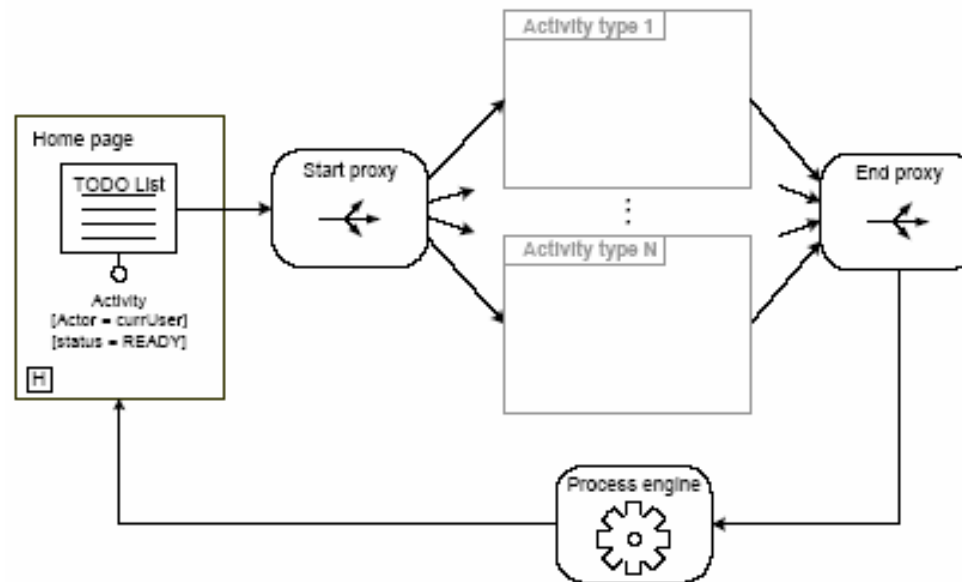 Activity type 1
Home page
TODO List
Start proxy
End proxy
Activity type N
Activity
[Actor = currUser]
[status = READY]
H
Process engine